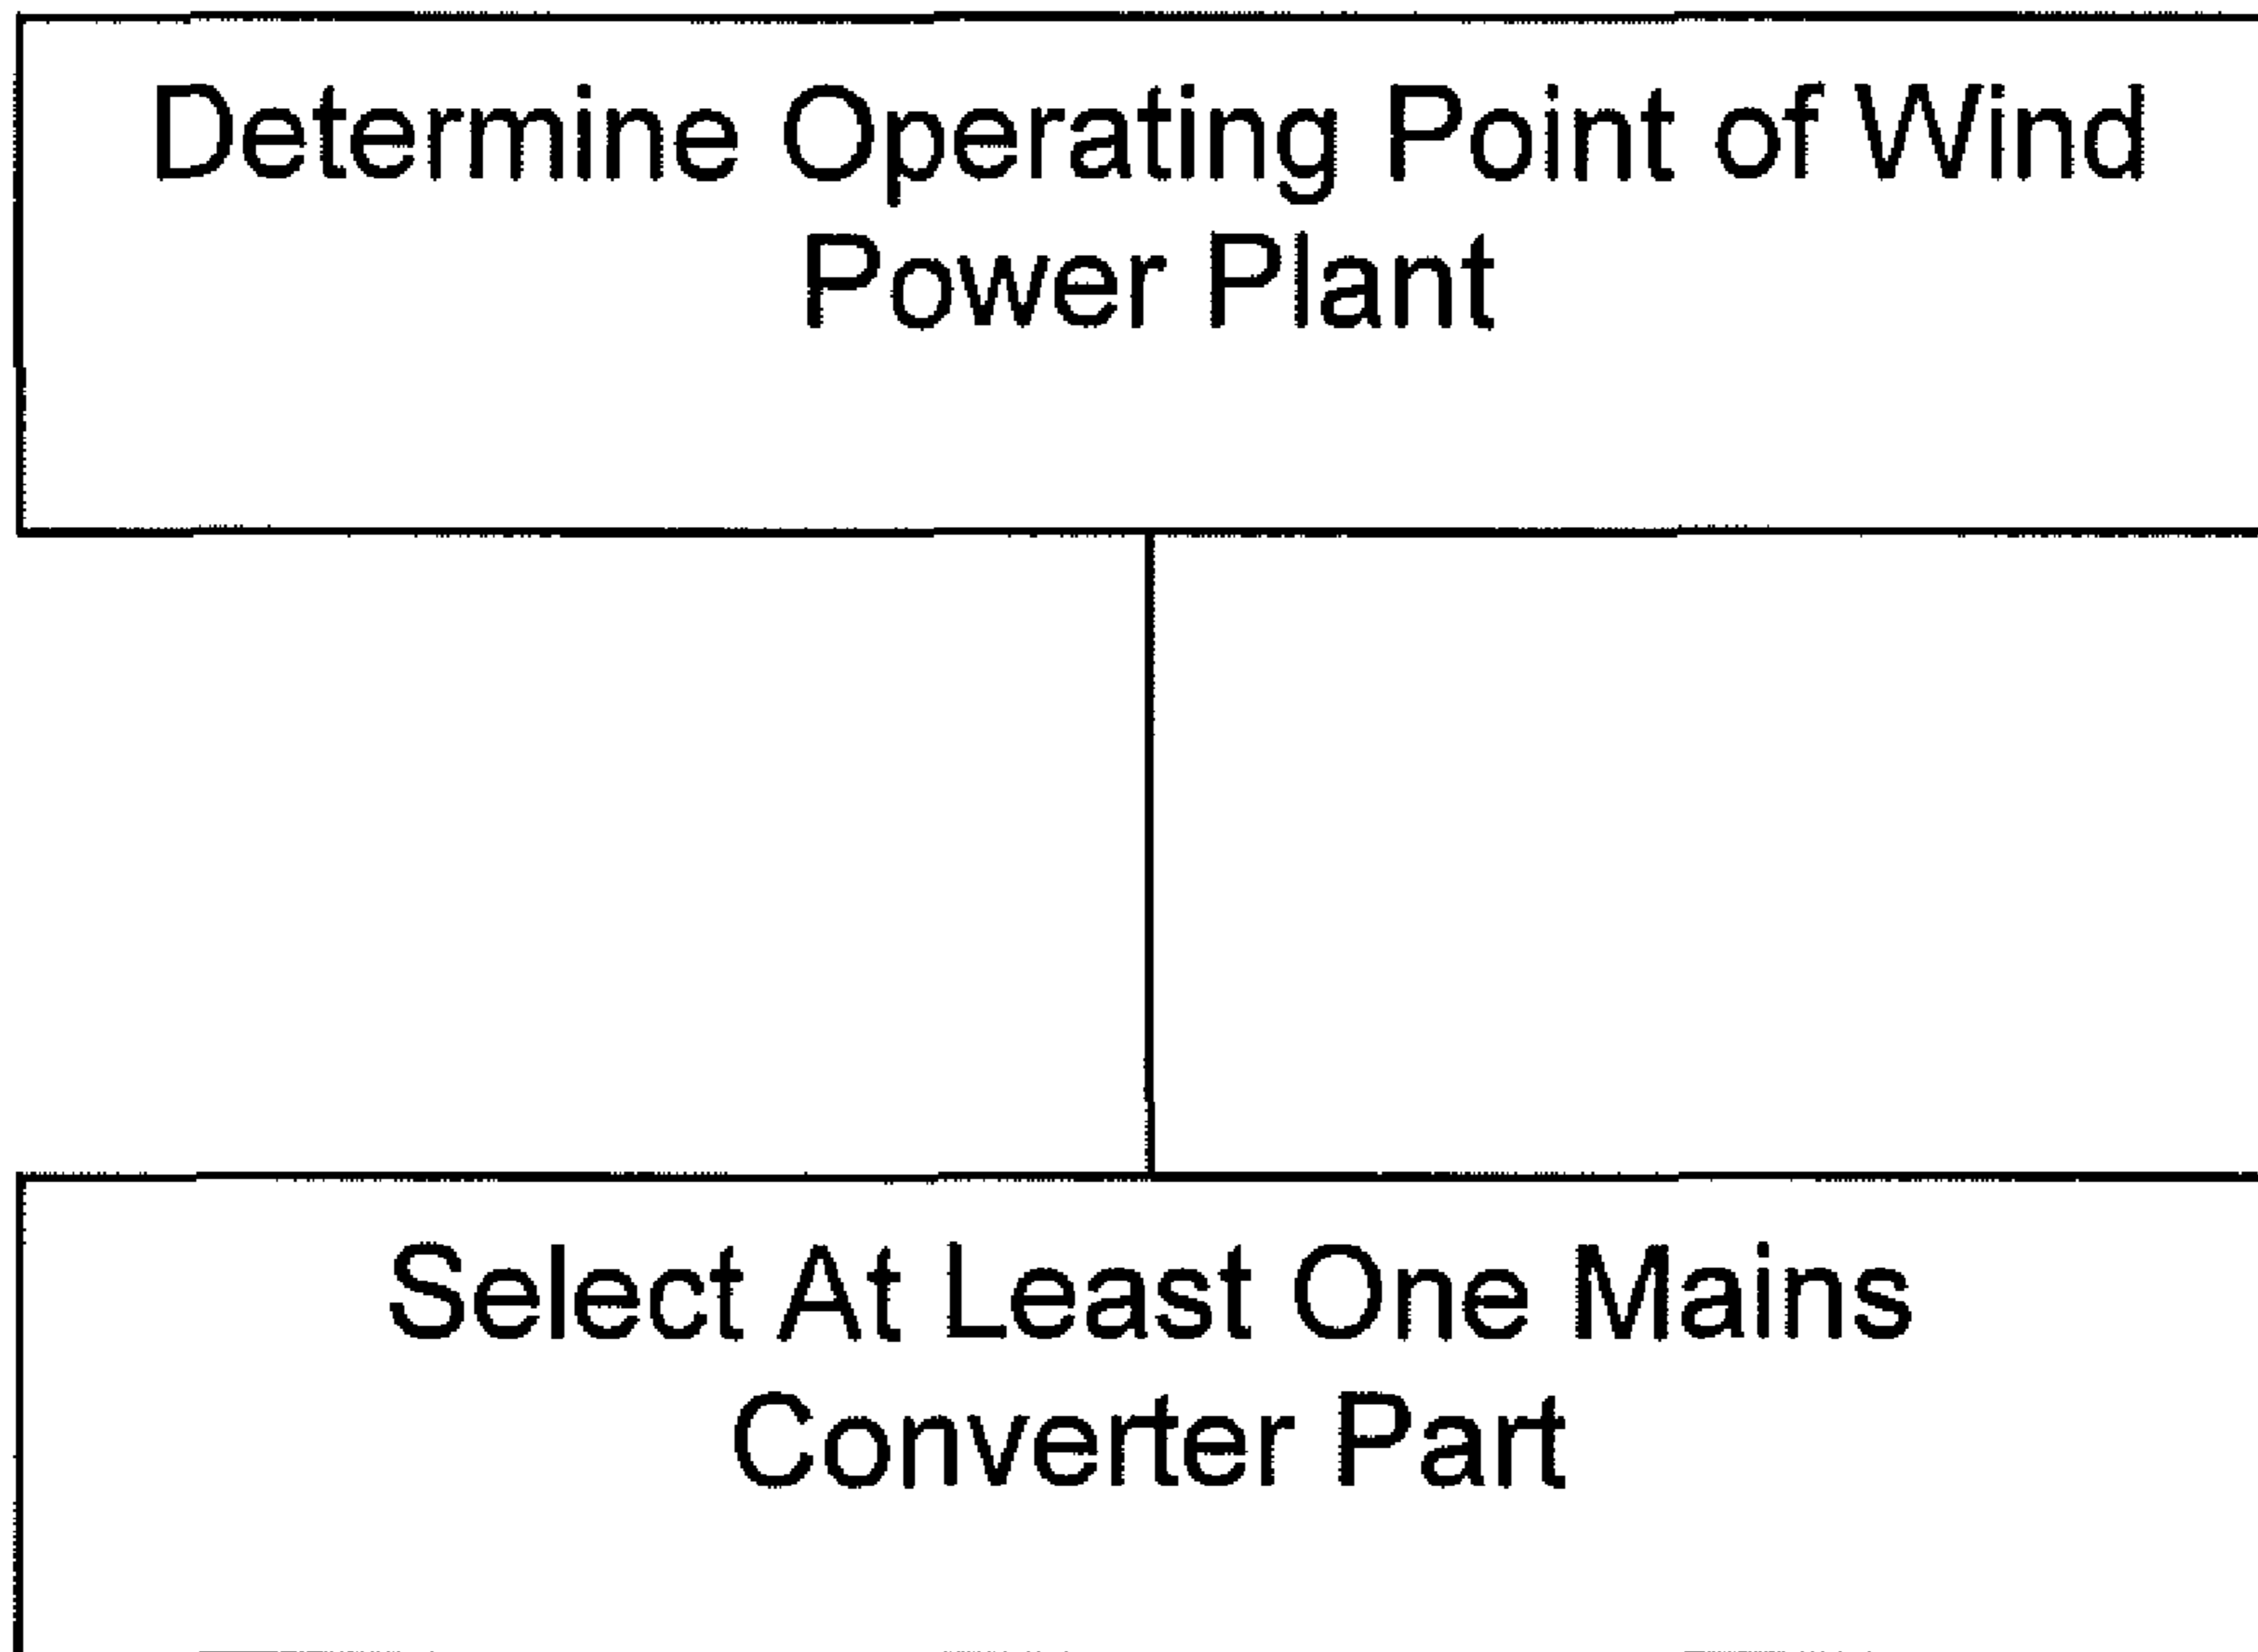 Determine Operating Point of Wind
Power Plant
Select At Least One Mains
Converter Part